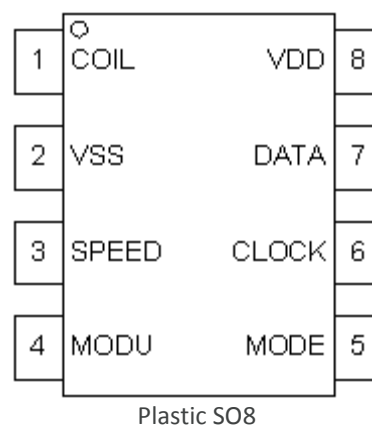 1 COIL VDD 8
2 VSS DATA 7
3 SPEED CLOCK 6
4 MODU MODE 5
Plastic SO8